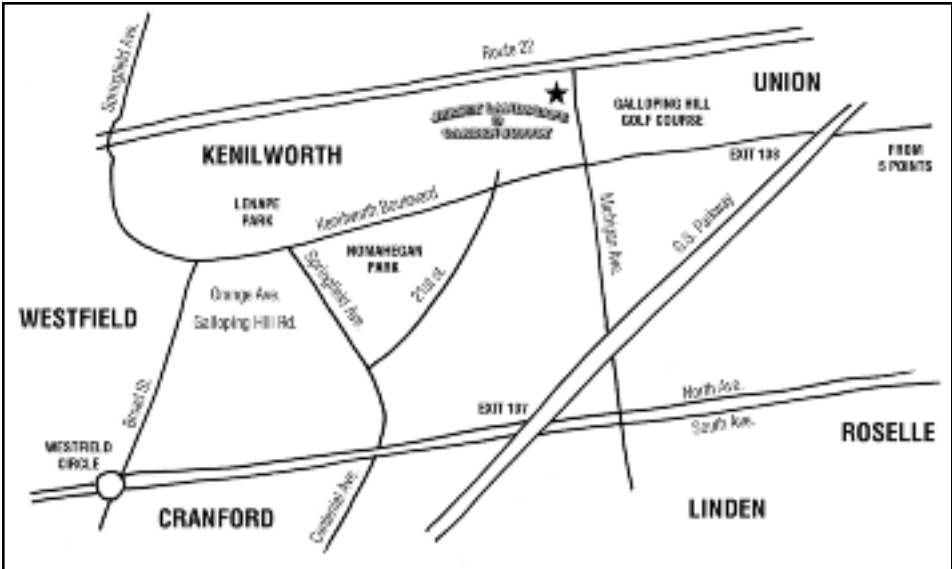 Springfield Ave.
Route 22
UNION
GALLOPING HILL
GOLF COURSE
KENILWORTH
EXIT 138
FROM
5 POINTS
LENAPE
PARK
Kenilworth Boulevard
NOMAHEGAN
PARK
Springfield Ave.
21st st.
Michigan Ave.
G.S. Parkway
Orange Ave.
Galloping Hill Rd.
WESTFIELD
Broad St.
EXIT 137
North Ave.
South Ave.
WESTFIELD
CIRCLE
ROSELLE
CRANFORD
Centennial Ave.
LINDEN